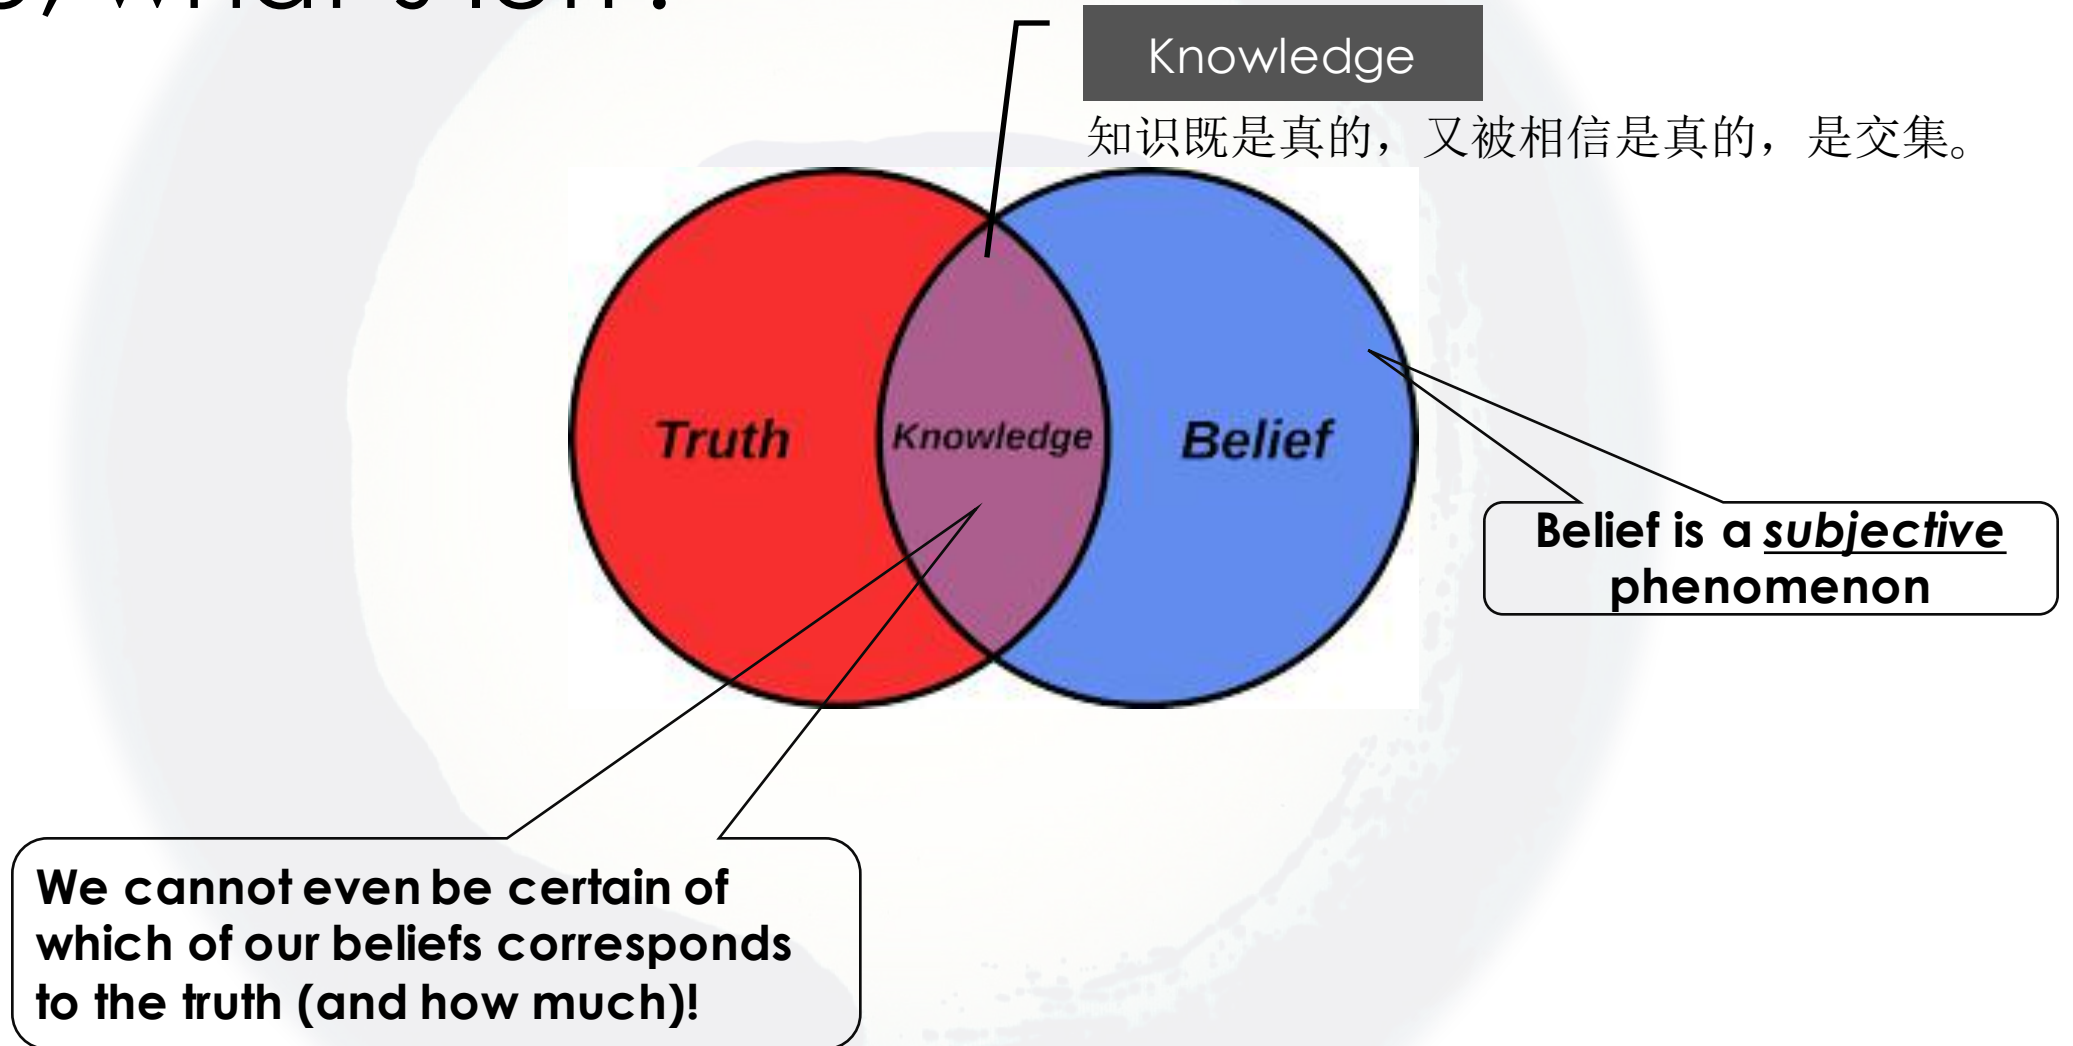 what's left?
Knowledge
知识既是真的，又被相信是真的，是交集。
Truth
Knowledge
Belief
Belief is a subjective
phenomenon
We cannot even be certain of
which of our beliefs corresponds
to the truth (and how much)!